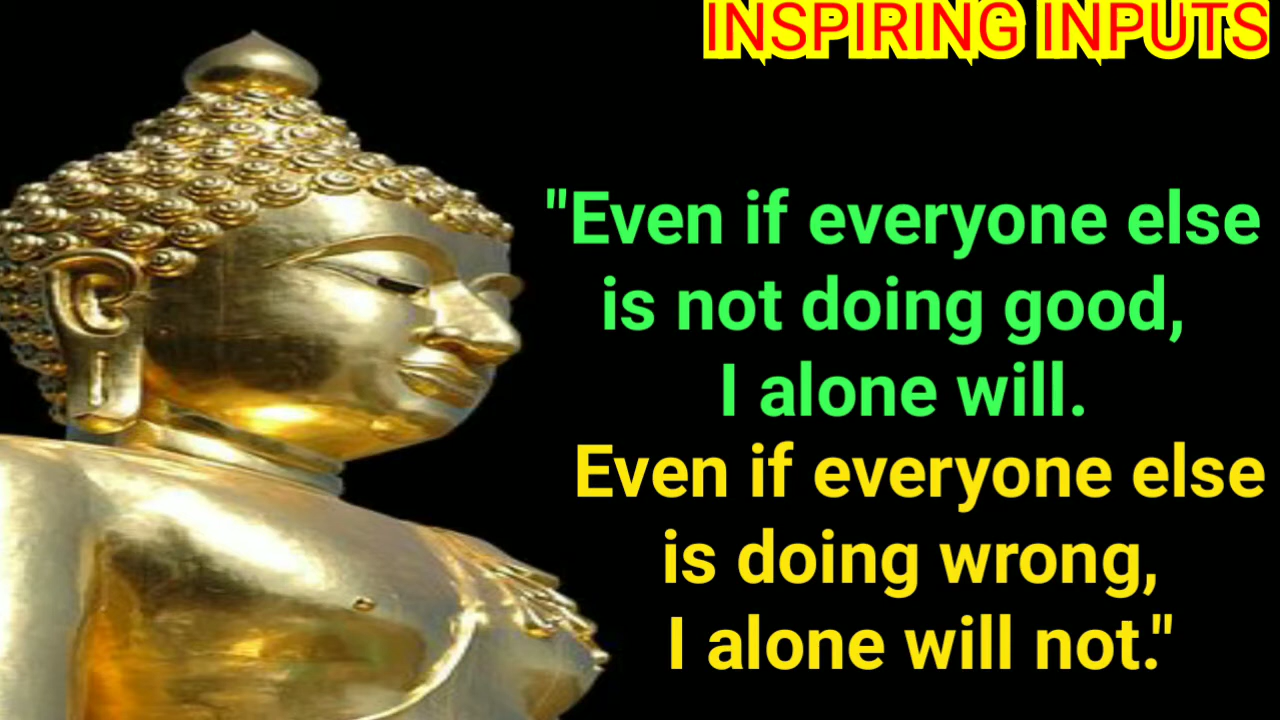 INSPIRING INPUTS
"Even if everyone else
is not doing good,
I alone will.
Even if everyone else
is doing wrong,
I alone will not."